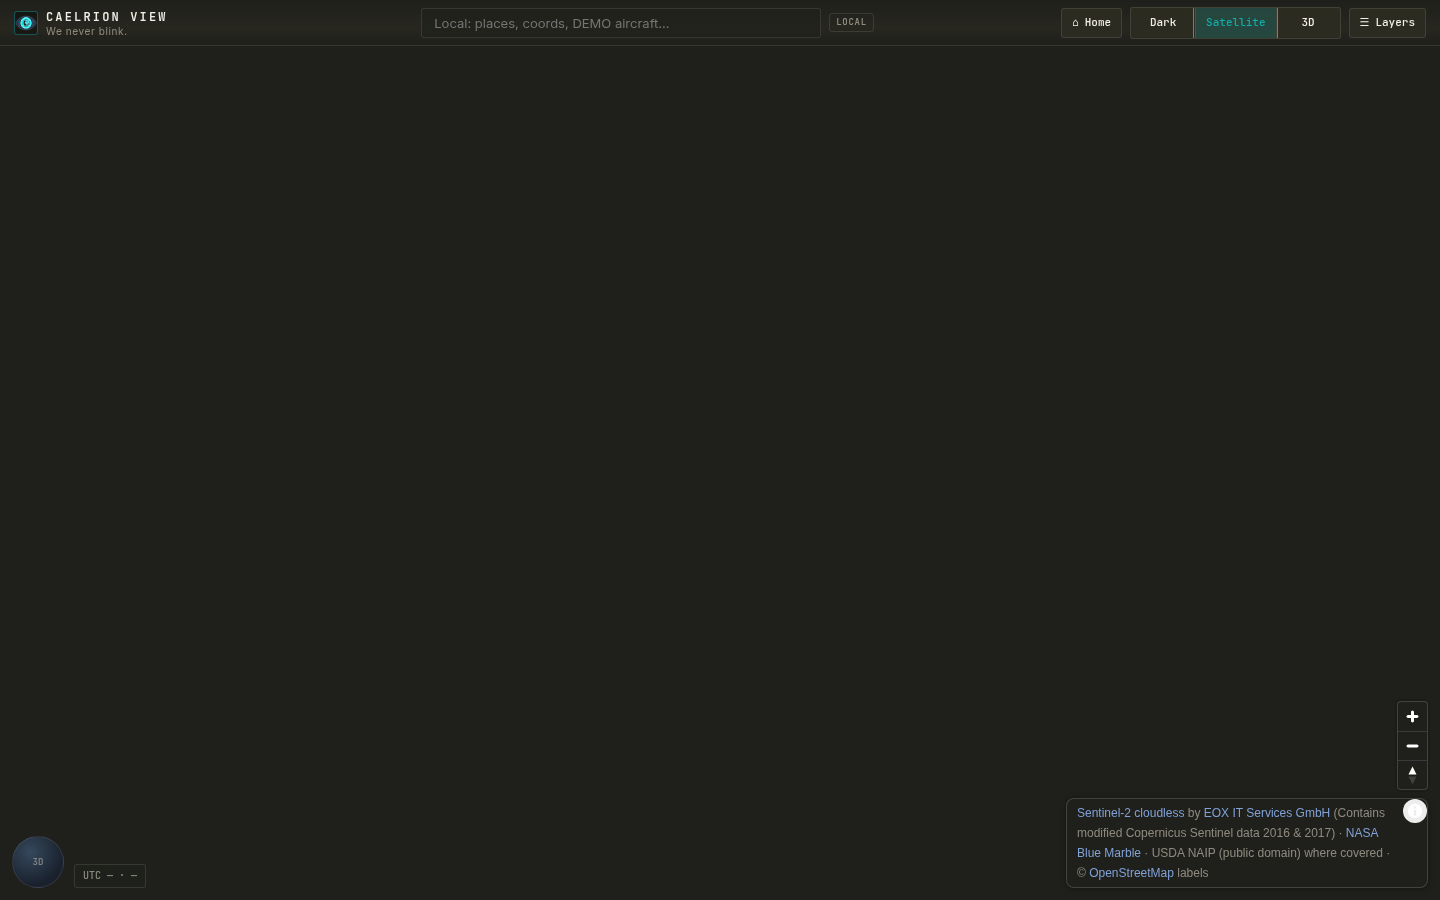 CAELRION VIEW
We never blink.
Local: places, coords, DEMO aircraft...
LOCAL
⌂ Home
Dark
Satellite
3D
☰ Layers
Sentinel-2 cloudless by EOX IT Services GmbH (Contains
modified Copernicus Sentinel data 2016 & 2017) · NASA
Blue Marble · USDA NAIP (public domain) where covered ·
© OpenStreetMap labels
3D
UTC — · —